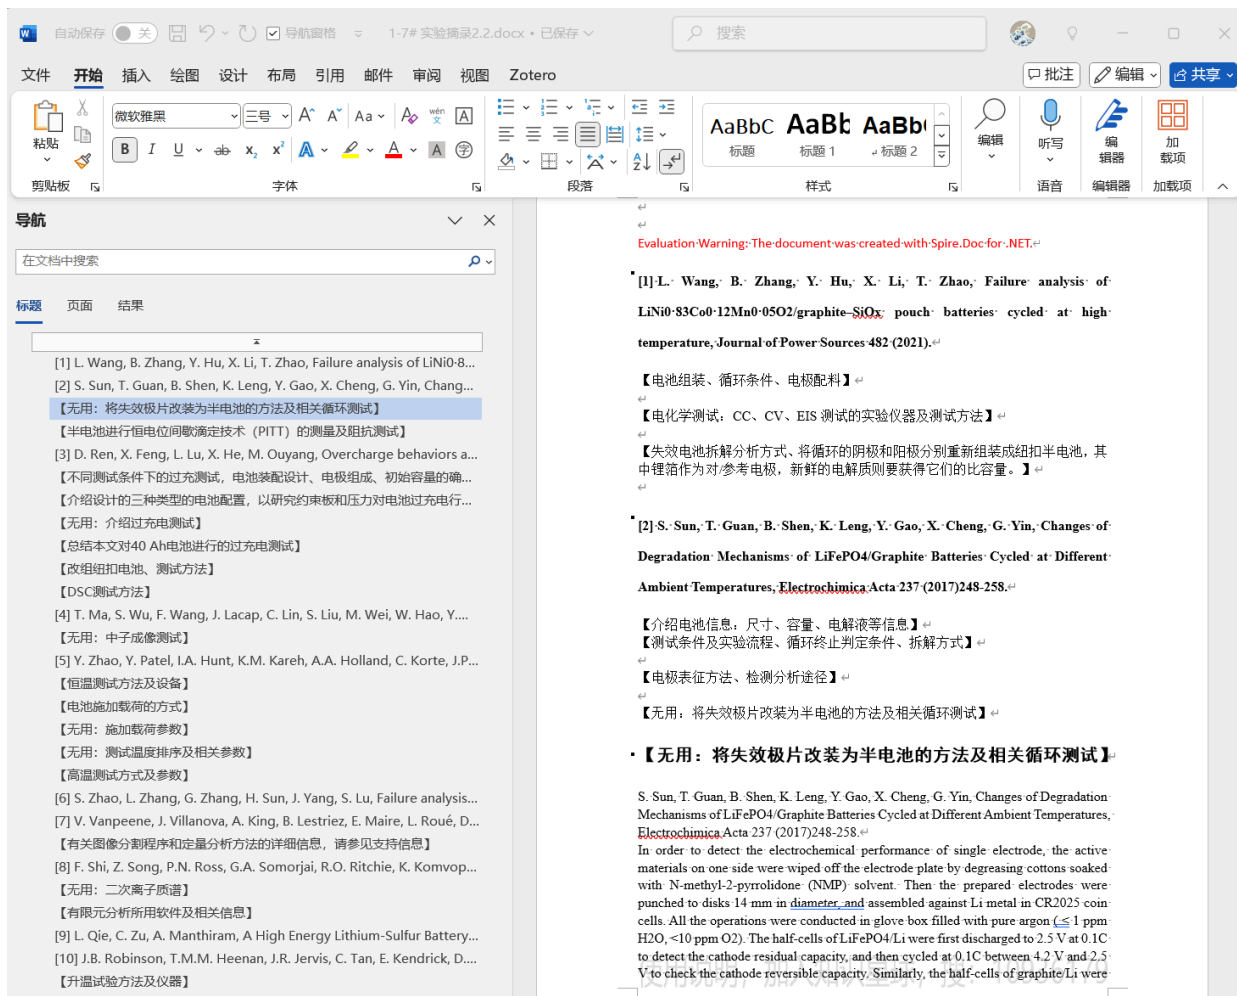 自动保存 关 导航窗格 1-7# 实验摘录2.2.docx • 已保存 搜索
文件 开始 插入 绘图 设计 布局 引用 邮件 审阅 视图 Zotero 批注 编辑 共享
粘贴 微软雅黑 三号 Aa wén 文 A AaBbC AaBb AaBb( 编辑 听写 编辑器 加载项
B I U ab x₂ x² A A A 字 标题 标题 1 标题 2
剪贴板 字体 段落 样式 语音 编辑器 加载项
导航
在文档中搜索
标题 页面 结果
[1] L. Wang, B. Zhang, Y. Hu, X. Li, T. Zhao, Failure analysis of LiNi0·8...
[2] S. Sun, T. Guan, B. Shen, K. Leng, Y. Gao, X. Cheng, G. Yin, Chang...
【无用：将失效极片改装为半电池的方法及相关循环测试】
【半电池进行恒电位间歇滴定技术（PITT）的测量及阻抗测试】
[3] D. Ren, X. Feng, L. Lu, X. He, M. Ouyang, Overcharge behaviors a...
【不同测试条件下的过充测试，电池装配设计、电极组成、初始容量的确...
【介绍设计的三种类型的电池配置，以研究约束板和压力对电池过充电行...
【无用：介绍过充电测试】
【总结本文对40 Ah电池进行的过充电测试】
【改组纽扣电池、测试方法】
【DSC测试方法】
[4] T. Ma, S. Wu, F. Wang, J. Lacap, C. Lin, S. Liu, M. Wei, W. Hao, Y....
【无用：中子成像测试】
[5] Y. Zhao, Y. Patel, I.A. Hunt, K.M. Kareh, A.A. Holland, C. Korte, J.P...
【恒温测试方法及设备】
【电池施加载荷的方式】
【无用：施加载荷参数】
【无用：测试温度排序及相关参数】
【高温测试方式及参数】
[6] S. Zhao, L. Zhang, G. Zhang, H. Sun, J. Yang, S. Lu, Failure analysis...
[7] V. Vanpeene, J. Villanova, A. King, B. Lestriez, E. Maire, L. Roué, D...
【有关图像分割程序和定量分析方法的详细信息，请参见支持信息】
[8] F. Shi, Z. Song, P.N. Ross, G.A. Somorjai, R.O. Ritchie, K. Komvop...
【无用：二次离子质谱】
【有限元分析所用软件及相关信息】
[9] L. Qie, C. Zu, A. Manthiram, A High Energy Lithium-Sulfur Battery...
[10] J.B. Robinson, T.M.M. Heenan, J.R. Jervis, C. Tan, E. Kendrick, D....
【升温试验方法及仪器】
Evaluation Warning: The document was created with Spire.Doc for .NET.
[1] L. Wang, B. Zhang, Y. Hu, X. Li, T. Zhao, Failure analysis of
LiNi0·83Co0·12Mn0·05O2/graphite–SiOx pouch batteries cycled at high
temperature, Journal of Power Sources 482 (2021).
【电池组装、循环条件、电极配料】
【电化学测试：CC、CV、EIS 测试的实验仪器及测试方法】
【失效电池拆解分析方式、将循环的阴极和阳极分别重新组装成纽扣半电池，其
中锂箔作为对/参考电极，新鲜的电解质则要获得它们的比容量。】
[2] S. Sun, T. Guan, B. Shen, K. Leng, Y. Gao, X. Cheng, G. Yin, Changes of
Degradation Mechanisms of LiFePO4/Graphite Batteries Cycled at Different
Ambient Temperatures, Electrochimica Acta 237 (2017)248-258.
【介绍电池信息：尺寸、容量、电解液等信息】
【测试条件及实验流程、循环终止判定条件、拆解方式】
【电极表征方法、检测分析途径】
【无用：将失效极片改装为半电池的方法及相关循环测试】
【无用：将失效极片改装为半电池的方法及相关循环测试】
S. Sun, T. Guan, B. Shen, K. Leng, Y. Gao, X. Cheng, G. Yin, Changes of Degradation
Mechanisms of LiFePO4/Graphite Batteries Cycled at Different Ambient Temperatures,
Electrochimica Acta 237 (2017)248-258.
In order to detect the electrochemical performance of single electrode, the active
materials on one side were wiped off the electrode plate by degreasing cottons soaked
with N-methyl-2-pyrrolidone (NMP) solvent. Then the prepared electrodes were
punched to disks 14 mm in diameter, and assembled against Li metal in CR2025 coin
cells. All the operations were conducted in glove box filled with pure argon ( ≤ 1 ppm
H2O, <10 ppm O2). The half-cells of LiFePO4/Li were first discharged to 2.5 V at 0.1C
to detect the cathode residual capacity, and then cycled at 0.1C between 4.2 V and 2.5
V to check the cathode reversible capacity. Similarly, the half-cells of graphite/Li were
使用说明，加入知识星球，搜：10936179